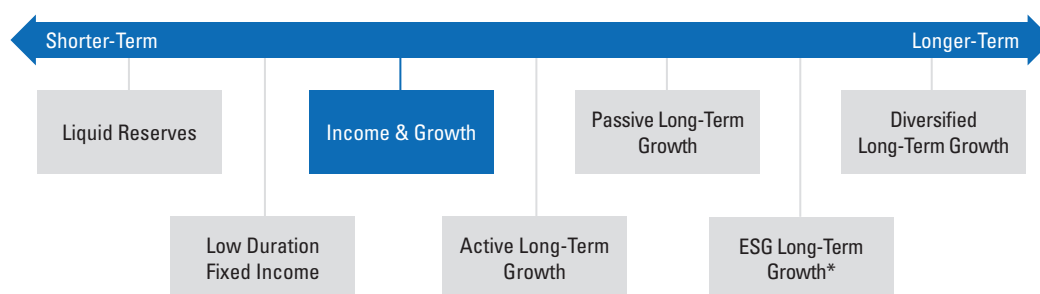 Shorter-Term
Longer-Term
Liquid Reserves
Income & Growth
Passive Long-Term
Growth
Diversified
Long-Term Growth
Low Duration
Fixed Income
Active Long-Term
Growth
ESG Long-Term
Growth*